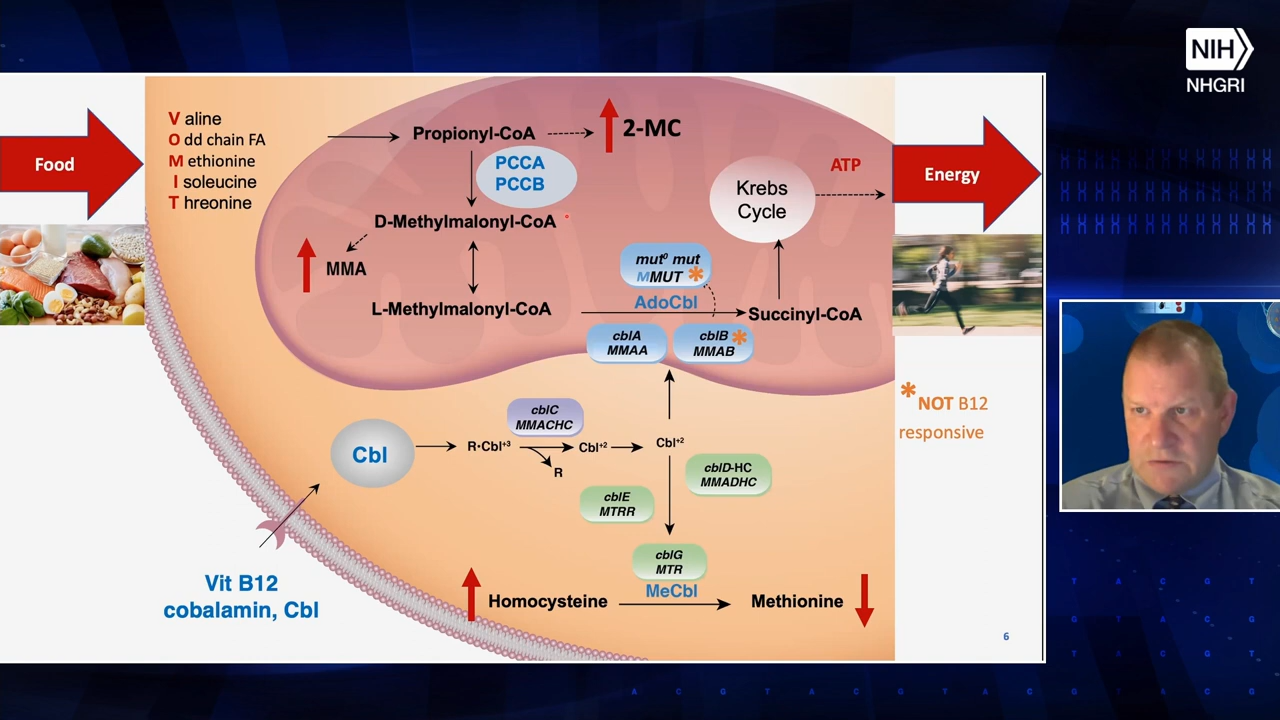 NIH
NHGRI
Food
V aline
O dd chain FA
M ethionine
I soleucine
T hreonine
Propionyl-CoA
2-MC
PCCA
PCCB
D-Methylmalonyl-CoA
MMA
L-Methylmalonyl-CoA
mut⁰ mut
MMUT *
AdoCbl
cblA
MMAA
cblB *
MMAB
Succinyl-CoA
Krebs
Cycle
ATP
Energy
*NOT B12
responsive
cblC
MMACHC
Cbl
R•Cbl⁺³
Cbl⁺²
Cbl⁺²
R
cblD-HC
MMADHC
cblE
MTRR
cblG
MTR
MeCbl
Homocysteine
Methionine
Vit B12
cobalamin, Cbl
6
T A C G T
G T A C G
T A C G T
A C G T A C G T A C G T A C G T